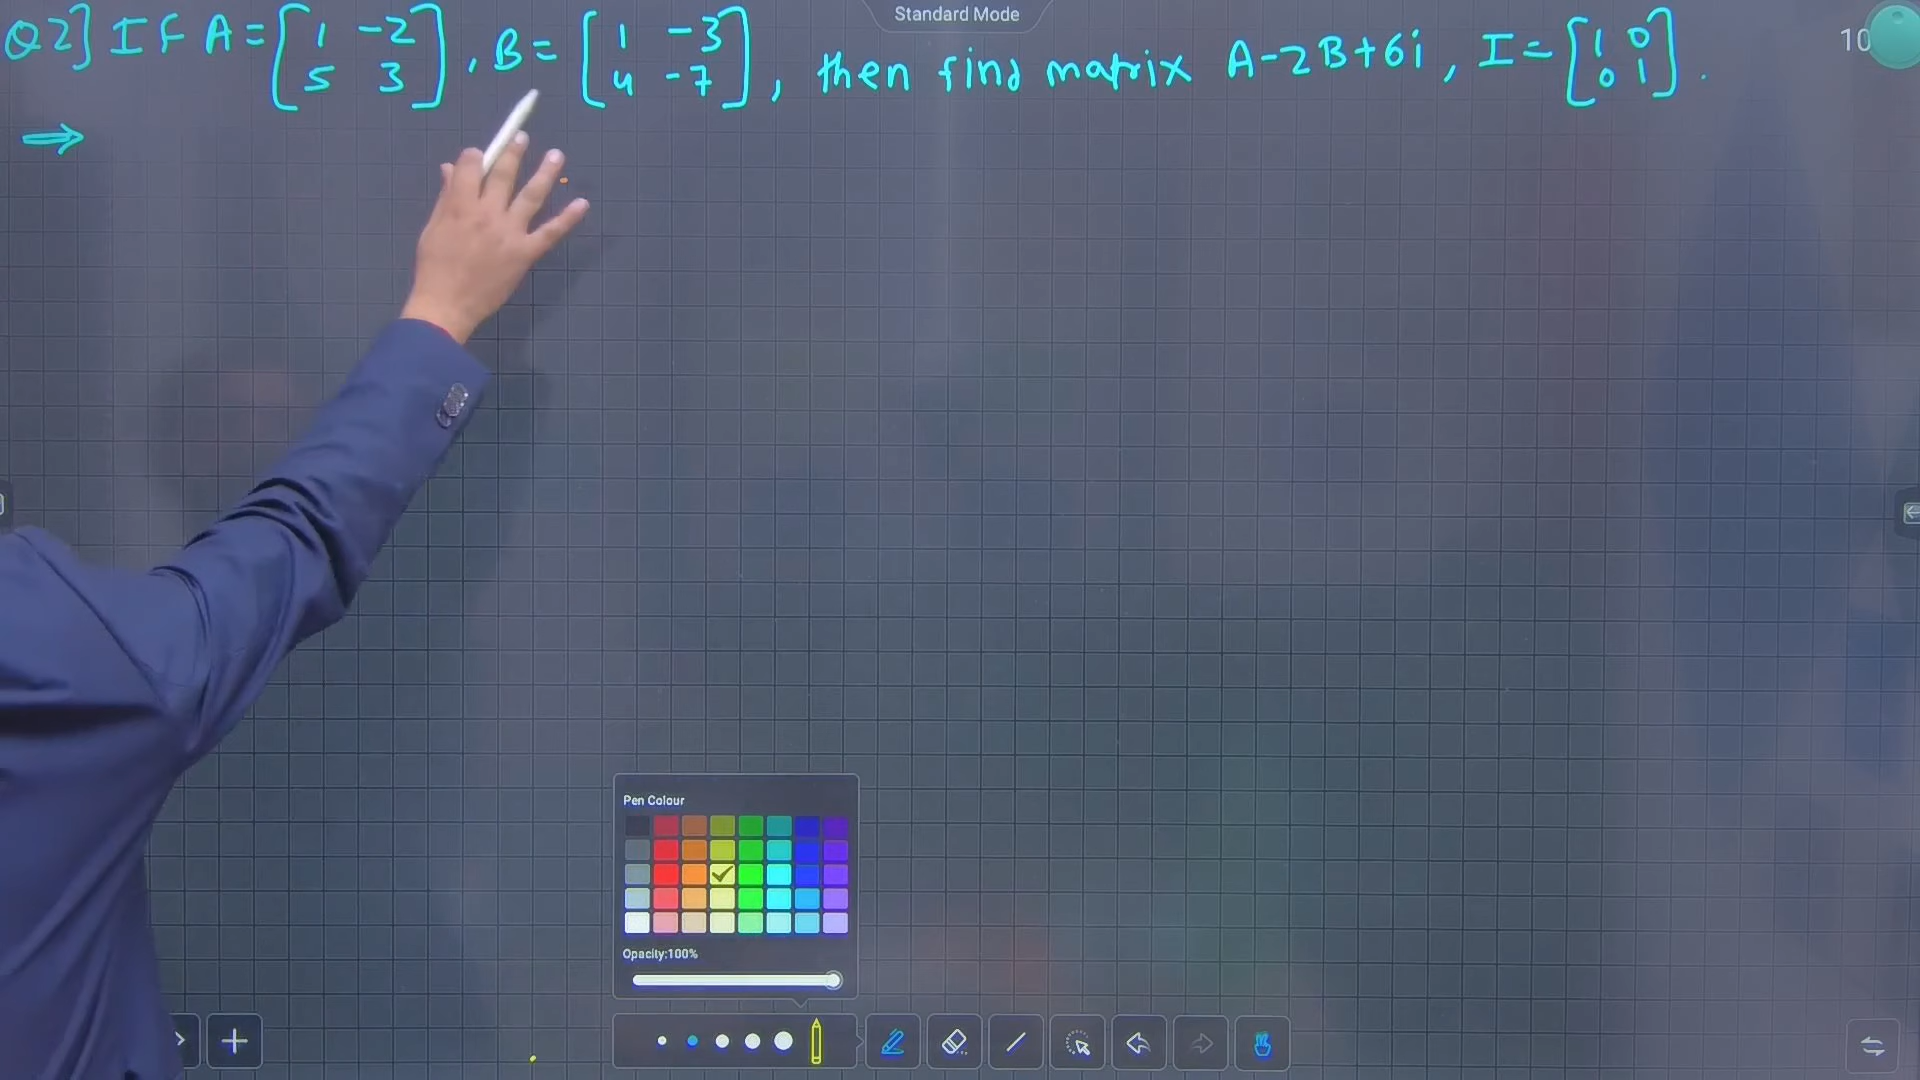 Standard Mode
Q2] If A = [1 -2 5 3], B = [1 -3 4 -7], then find matrix A-2B+6i, I = [1 0 0 1].
⇒
10
Pen Colour
Opacity:100%